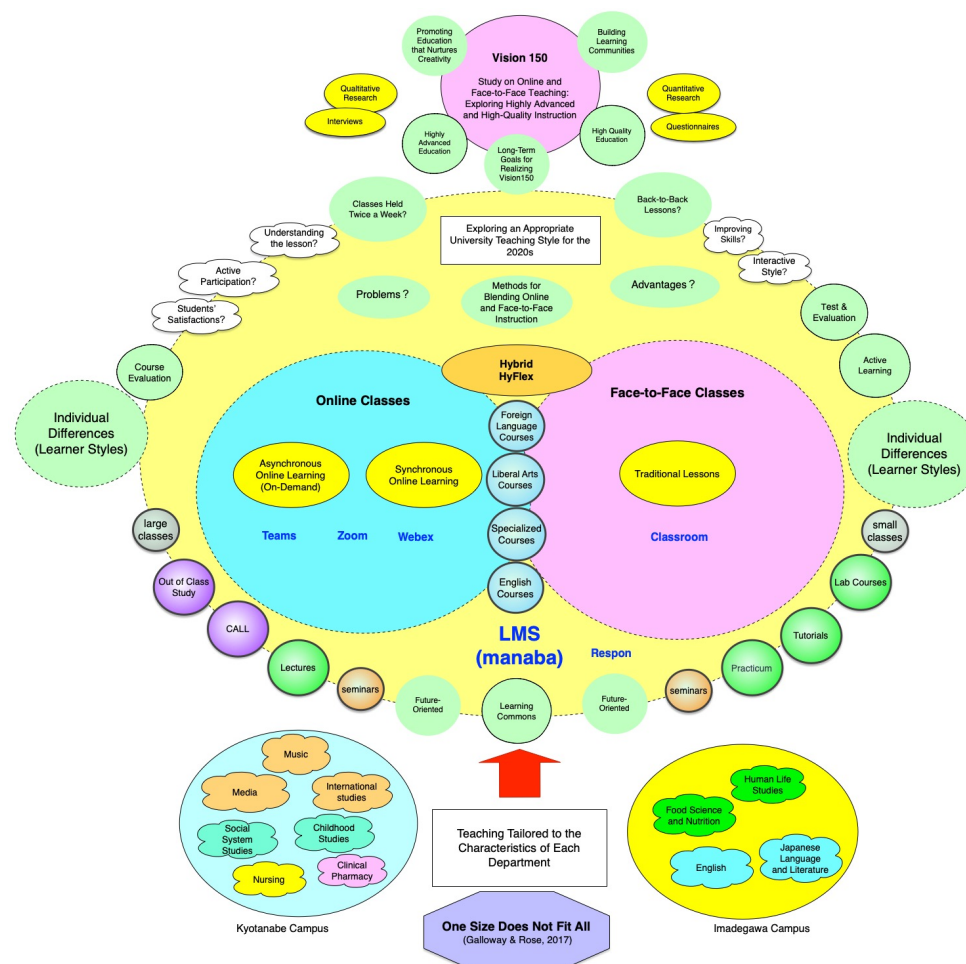 Promoting
Education
that Nurtures
Creativity
Vision 150
Study on Online and
Face-to-Face Teaching:
Exploring Highly Advanced
and High-Quality Instruction
Building
Learning
Communities
Qualtitative
Research
Interviews
Quantitative
Research
Questionnaires
Highly
Advanced
Education
High Quality
Education
Long-Term
Goals for
Realizing
Vision150
Classes Held
Twice a Week?
Back-to-Back
Lessons?
Exploring an Appropriate
University Teaching Style for the
2020s
Understanding
the lesson?
Active
Participation?
Students'
Satisfactions?
Improving
Skills?
Interactive
Style?
Problems ?
Methods for
Blending Online
and Face-to-Face
Instruction
Advantages ?
Test &
Evaluation
Active
Learning
Course
Evaluation
Individual
Differences
(Learner Styles)
Individual
Differences
(Learner Styles)
Hybrid
HyFlex
Online Classes
Face-to-Face Classes
Foreign
Language
Courses
Liberal Arts
Courses
Specialized
Courses
English
Courses
Asynchronous
Online Learning
(On-Demand)
Synchronous
Online Learning
Traditional Lessons
Teams
Zoom
Webex
Classroom
large
classes
small
classes
Out of Class
Study
CALL
Lectures
seminars
Lab Courses
Tutorials
Practicum
seminars
LMS
(manaba)
Respon
Future-
Oriented
Learning
Commons
Future-
Oriented
Music
Media
International
studies
Social
System
Studies
Childhood
Studies
Nursing
Clinical
Pharmacy
Kyotanabe Campus
Teaching Tailored to the
Characteristics of Each
Department
One Size Does Not Fit All
(Galloway & Rose, 2017)
Human Life
Studies
Food Science
and Nutrition
English
Japanese
Language
and Literature
Imadegawa Campus